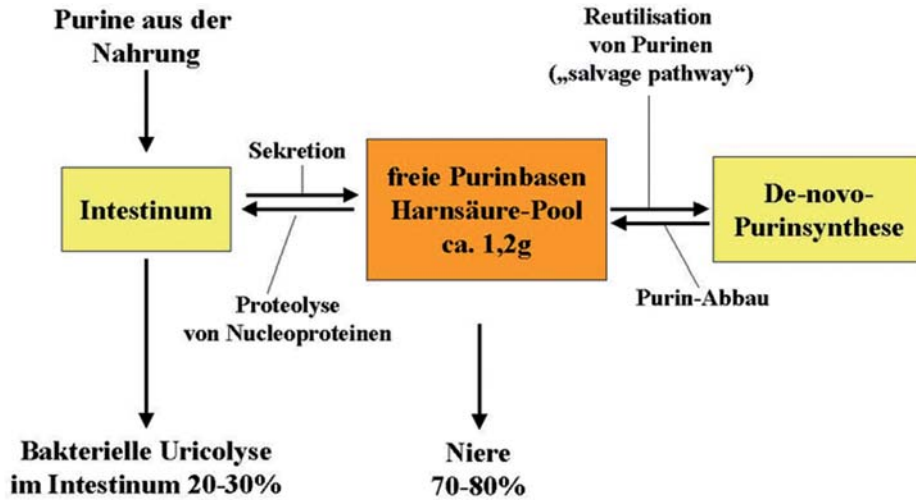 Purine aus der
Nahrung
Reutilisation
von Purinen
(„salvage pathway“)
Sekretion
Intestinum
freie Purinbasen
Harnsäure-Pool
ca. 1,2g
De-novo-
Purinsynthese
Proteolyse
von Nucleoproteinen
Purin-Abbau
Bakterielle Uricolyse
im Intestinum 20-30%
Niere
70-80%